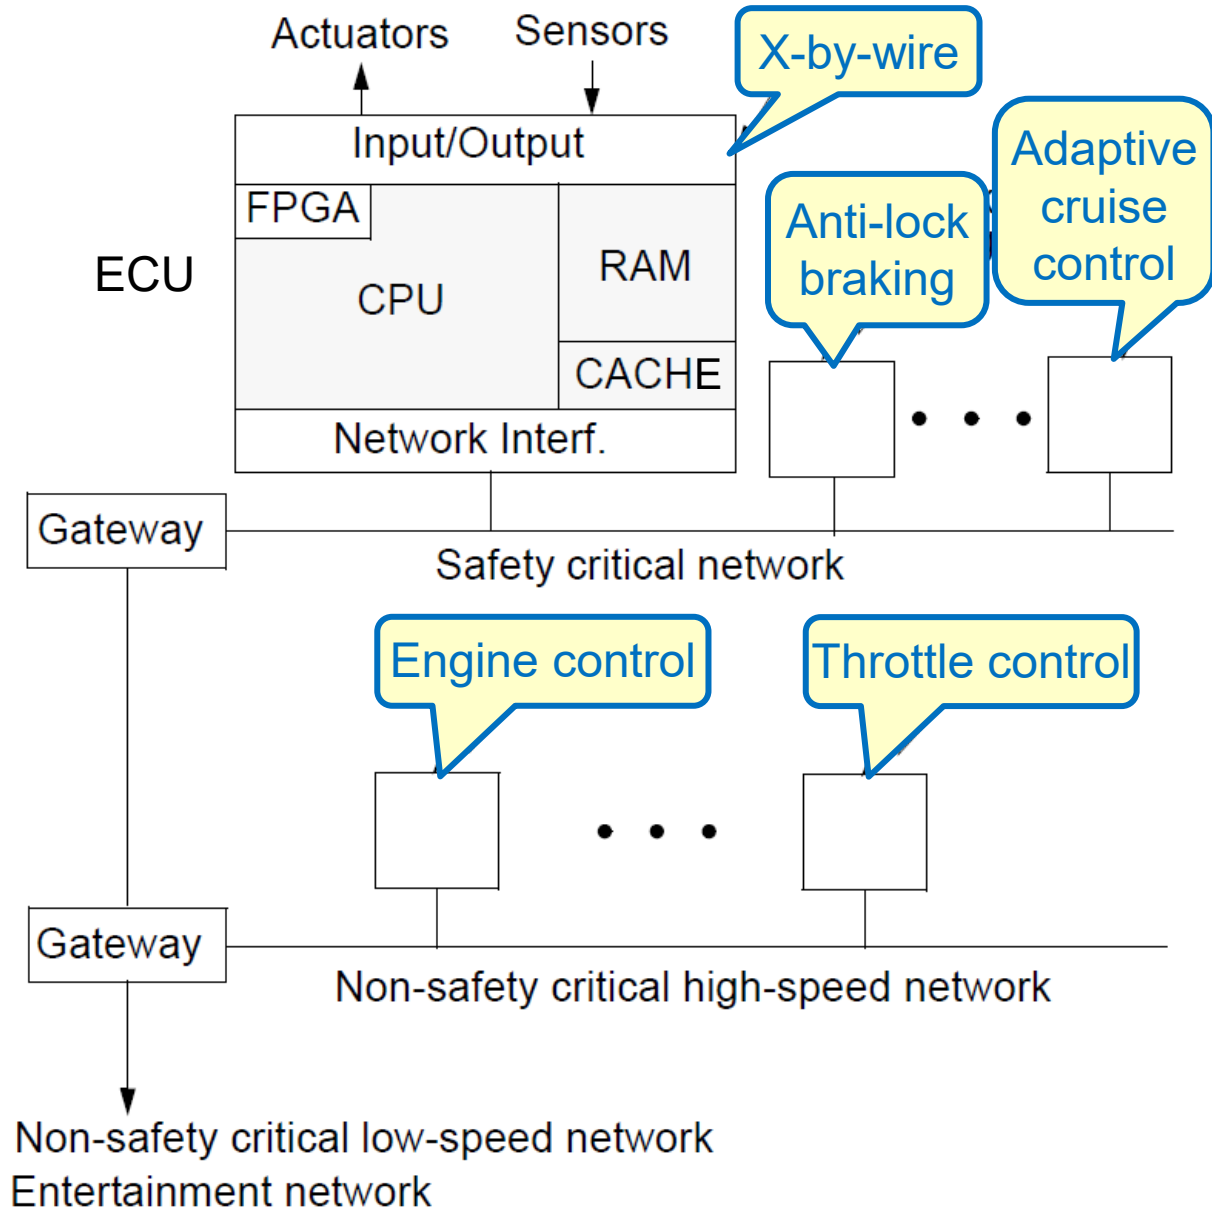 Actuators
Sensors
X-by-wire
Input/Output
FPGA
CPU
RAM
CACHE
ECU
Network Interf.
Anti-lock
braking
Adaptive
cruise
control
Gateway
Safety critical network
Engine control
Throttle control
Gateway
Non-safety critical high-speed network
Non-safety critical low-speed network
Entertainment network